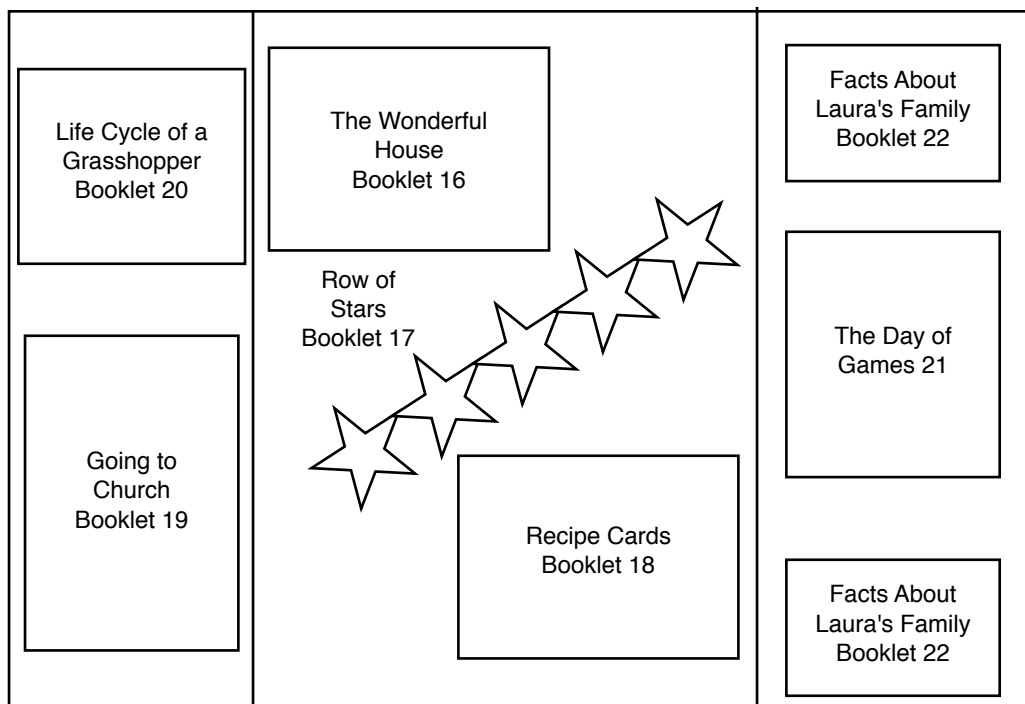 Life Cycle of a
Grasshopper
Booklet 20
Going to
Church
Booklet 19
The Wonderful
House
Booklet 16
Row of
Stars
Booklet 17
Recipe Cards
Booklet 18
Facts About
Laura's Family
Booklet 22
The Day of
Games 21
Facts About
Laura's Family
Booklet 22